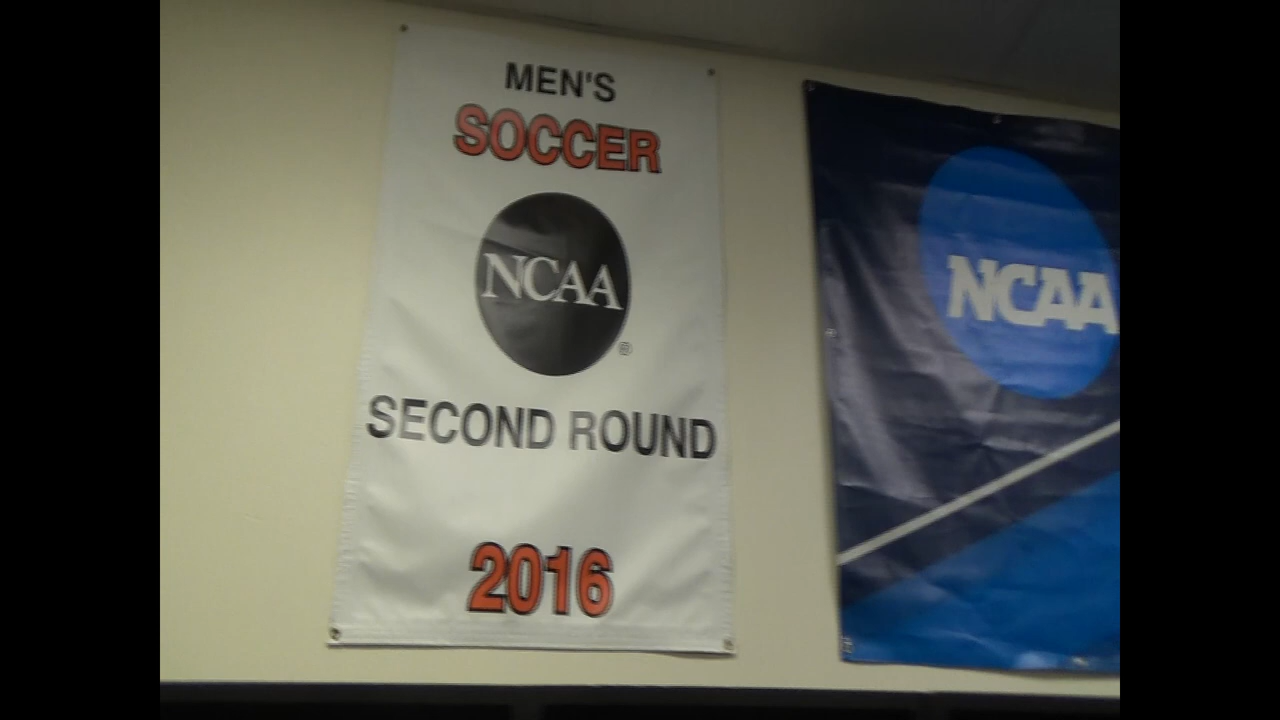 MEN'S
SOCCER
NCAA
®
SECOND ROUND
2016
NCAA